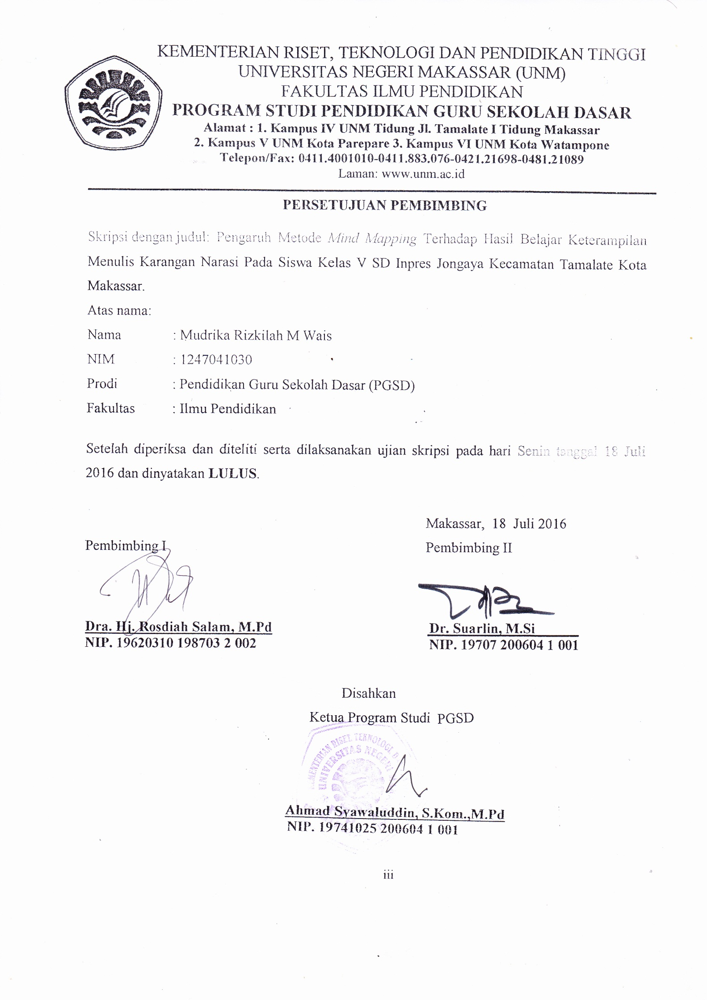 KEMENTERIAN RISET, TEKNOLOGI DAN PENDIDIKAN TINGGI
UNIVERSITAS NEGERI MAKASSAR (UNM)
FAKULTAS ILMU PENDIDIKAN
PROGRAM STUDI PENDIDIKAN GURU SEKOLAH DASAR
Alamat : 1. Kampus IV UNM Tidung Jl. Tamalate I Tidung Makassar
2. Kampus V UNM Kota Parepare 3. Kampus VI UNM Kota Watampone
Telepon/Fax: 0411.4001010-0411.883.076-0421.21698-0481.21089
Laman: www.unm.ac.id
PERSETUJUAN PEMBIMBING
Skripsi dengan judul: Pengaruh Metode Mind Mapping Terhadap Hasil Belajar Keterampilan
Menulis Karangan Narasi Pada Siswa Kelas V SD Inpres Jongaya Kecamatan Tamalate Kota
Makassar.
Atas nama:
Nama : Mudrika Rizkilah M Wais
NIM : 1247041030
Prodi : Pendidikan Guru Sekolah Dasar (PGSD)
Fakultas : Ilmu Pendidikan
Setelah diperiksa dan diteliti serta dilaksanakan ujian skripsi pada hari Senin tanggal 18 Juli
2016 dan dinyatakan LULUS.
Makassar, 18 Juli 2016
Pembimbing I
Pembimbing II
Dra. Hj. Rosdiah Salam, M.Pd
NIP. 19620310 198703 2 002
Dr. Suarlin, M.Si
NIP. 19707 200604 1 001
Disahkan
Ketua Program Studi PGSD
RISET, TEKNOLOGI
UNIVERSITAS NEGERI
Ahmad Syawaluddin, S.Kom.,M.Pd
NIP. 19741025 200604 1 001
iii